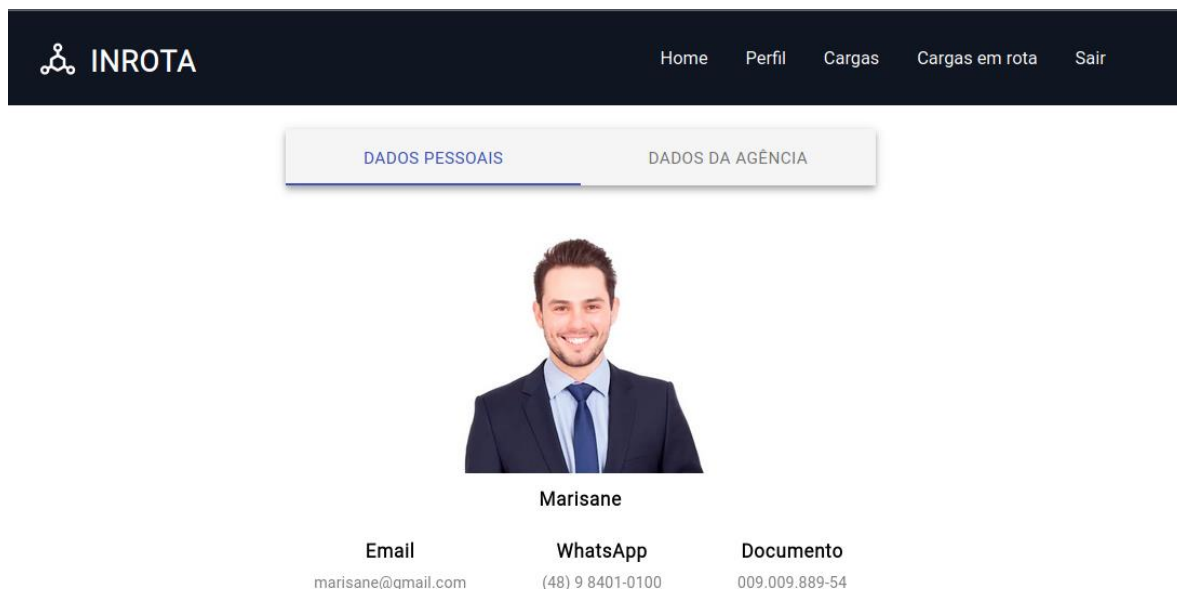 INROTA
Home Perfil Cargas Cargas em rota Sair
DADOS PESSOAIS DADOS DA AGÊNCIA
Marisane
Email WhatsApp Documento
marisane@gmail.com (48) 9 8401-0100 009.009.889-54